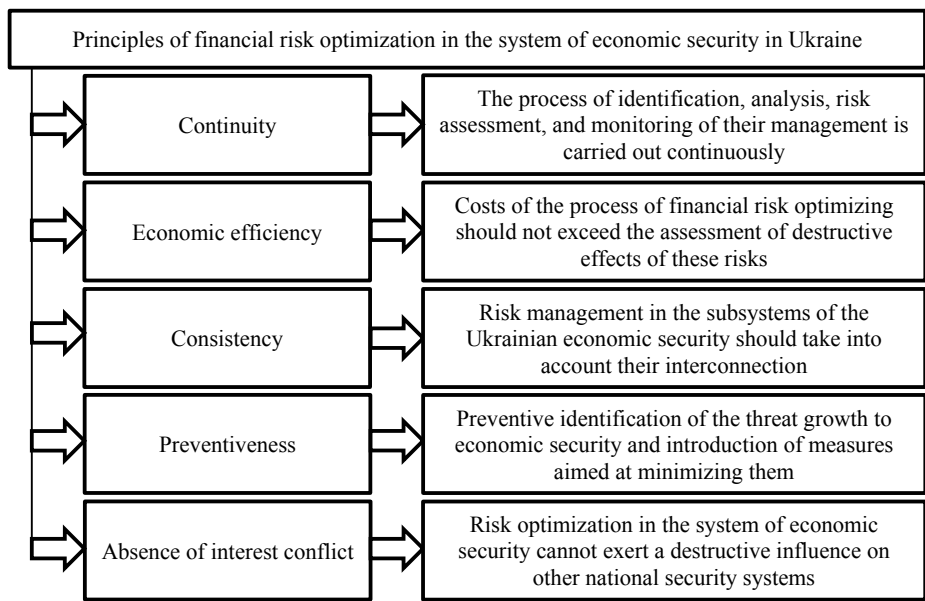 Principles of financial risk optimization in the system of economic security in Ukraine
Continuity
The process of identification, analysis, risk
assessment, and monitoring of their management is
carried out continuously
Economic efficiency
Costs of the process of financial risk optimizing
should not exceed the assessment of destructive
effects of these risks
Consistency
Risk management in the subsystems of the
Ukrainian economic security should take into
account their interconnection
Preventiveness
Preventive identification of the threat growth to
economic security and introduction of measures
aimed at minimizing them
Absence of interest conflict
Risk optimization in the system of economic
security cannot exert a destructive influence on
other national security systems